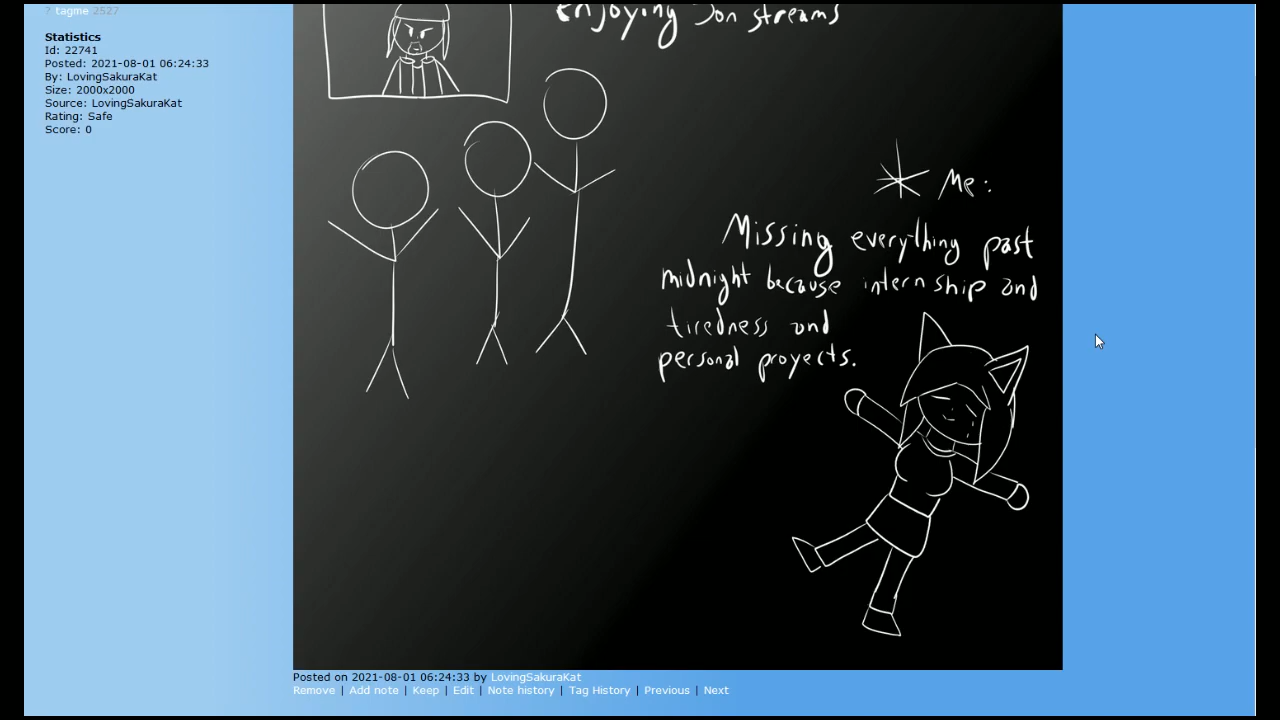 ? tagme 2527
Statistics
Id: 22741
Posted: 2021-08-01 06:24:33
By: LovingSakuraKat
Size: 2000x2000
Source: LovingSakuraKat
Rating: Safe
Score: 0
Enjoying Jon streams
* Me:
Missing everything past
midnight because internship and
tiredness and
personal proyects.
Posted on 2021-08-01 06:24:33 by LovingSakuraKat
Remove | Add note | Keep | Edit | Note history | Tag History | Previous | Next